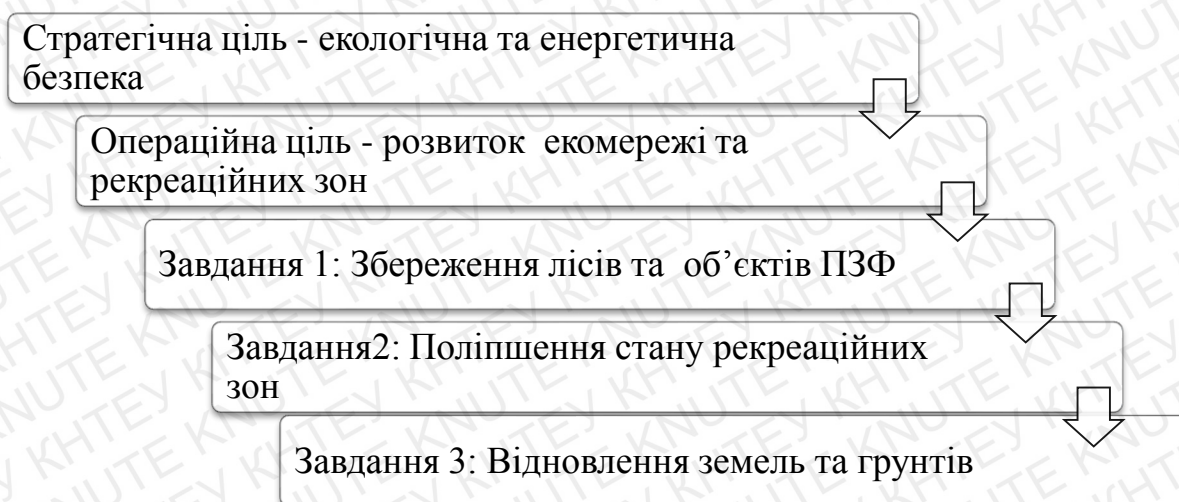 Стратегічна ціль - екологічна та енергетична
безпека
Операційна ціль - розвиток екомережі та
рекреаційних зон
Завдання 1: Збереження лісів та об’єктів ПЗФ
Завдання2: Поліпшення стану рекреаційних
зон
Завдання 3: Відновлення земель та грунтів